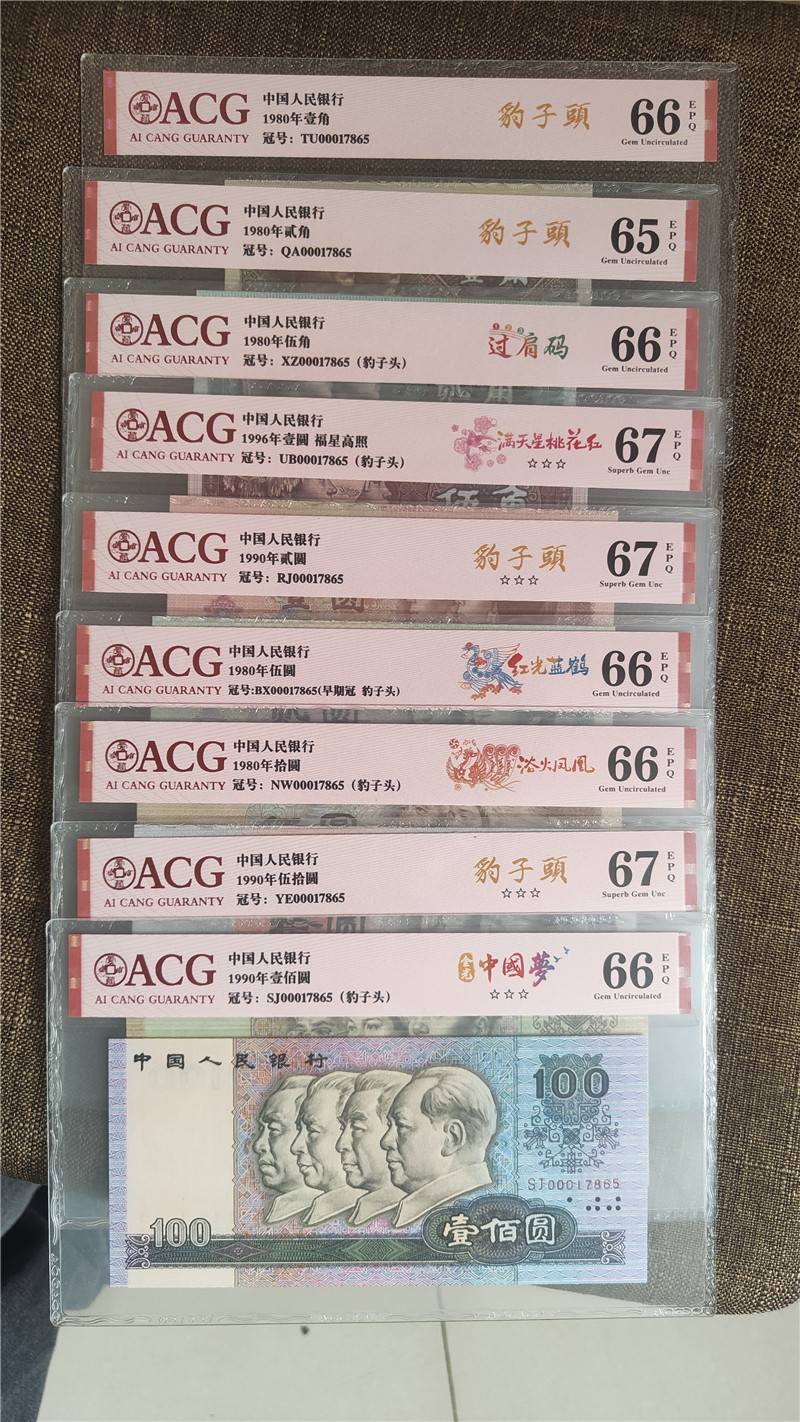 ACG
AI CANG GUARANTY
中国人民银行
1980年壹角
冠号：TU00017865
豹子頭
66 EPQ
Gem Uncirculated
ACG
AI CANG GUARANTY
中国人民银行
1980年贰角
冠号：QA00017865
豹子頭
65 EPQ
Gem Uncirculated
ACG
AI CANG GUARANTY
中国人民银行
1980年伍角
冠号：XZ00017865（豹子头）
123
过肩码
66 EPQ
Gem Uncirculated
ACG
AI CANG GUARANTY
中国人民银行
1996年壹圆 福星高照
冠号：UB00017865（豹子头）
满天星桃花红
☆☆☆
67 EPQ
Superb Gem Unc
伍角
ACG
AI CANG GUARANTY
中国人民银行
1990年贰圆
冠号：RJ00017865
豹子頭
☆☆☆
67 EPQ
Superb Gem Unc
壹圆
ACG
AI CANG GUARANTY
中国人民银行
1980年伍圆
冠号:BX00017865(早期冠 豹子头)
红光蓝鹤
66 EPQ
Gem Uncirculated
ACG
AI CANG GUARANTY
中国人民银行
1980年拾圆
冠号：NW00017865（豹子头）
浴火凤凰
66 EPQ
Gem Uncirculated
ACG
AI CANG GUARANTY
中国人民银行
1990年伍拾圆
冠号：YE00017865
豹子頭
☆☆☆
67 EPQ
Superb Gem Unc
ACG
AI CANG GUARANTY
中国人民银行
1990年壹佰圆
冠号：SJ00017865（豹子头）
金光
中國夢
☆☆☆
66 EPQ
Gem Uncirculated
中国人民银行
100
SJ00017865
100
壹佰圆